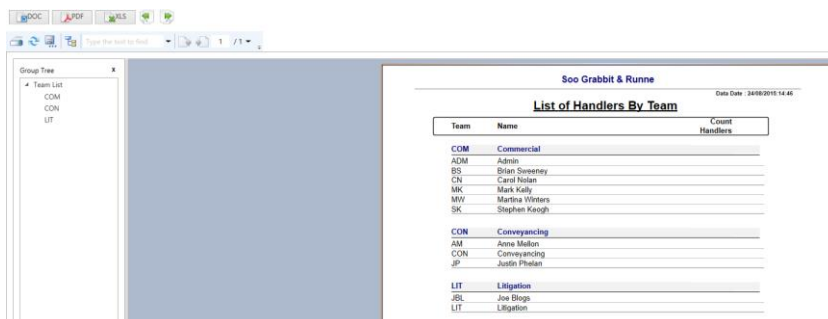 DOC PDF XLS
Type the text to find 1 /1
Group Tree x
Team List
COM
CON
LIT
Soo Grabbit & Runne
Data Date : 24/08/2015 14:46
List of Handlers By Team
Team Name Count Handlers
COM Commercial
ADM Admin
BS Brian Sweeney
CN Carol Nolan
MK Mark Kelly
MW Martina Winters
SK Stephen Keogh
CON Conveyancing
AM Anne Mellon
CON Conveyancing
JP Justin Phelan
LIT Litigation
JBL Joe Blogs
LIT Litigation